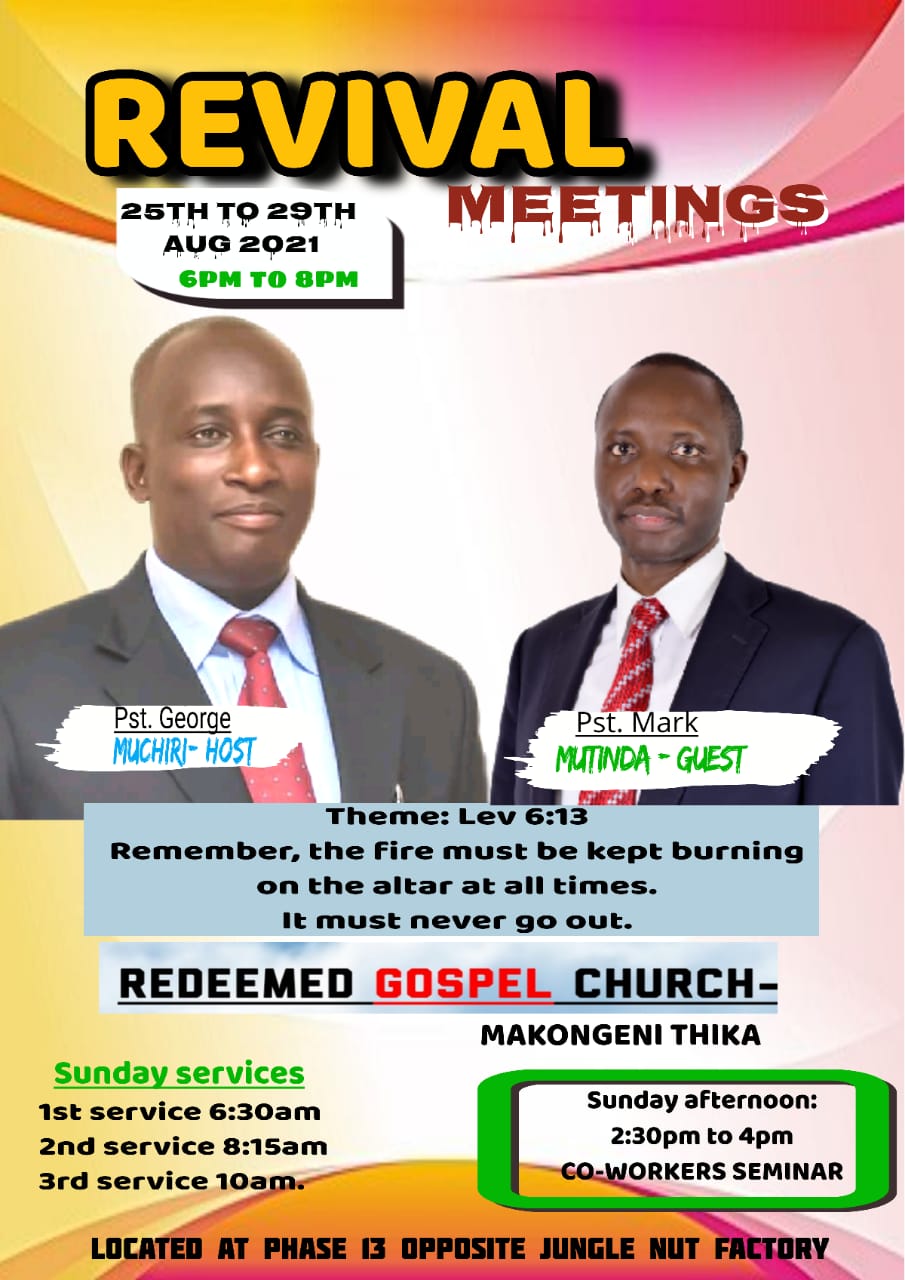 REVIVAL
MEETINGS
25TH TO 29TH
AUG 2021
6PM TO 8PM
Pst. George
MUCHIRI- HOST
Pst. Mark
MUTINDA - GUEST
Theme: Lev 6:13
Remember, the fire must be kept burning
on the altar at all times.
It must never go out.
REDEEMED GOSPEL CHURCH-
MAKONGENI THIKA
Sunday services
1st service 6:30am
2nd service 8:15am
3rd service 10am.
Sunday afternoon:
2:30pm to 4pm
CO-WORKERS SEMINAR
LOCATED AT PHASE 13 OPPOSITE JUNGLE NUT FACTORY